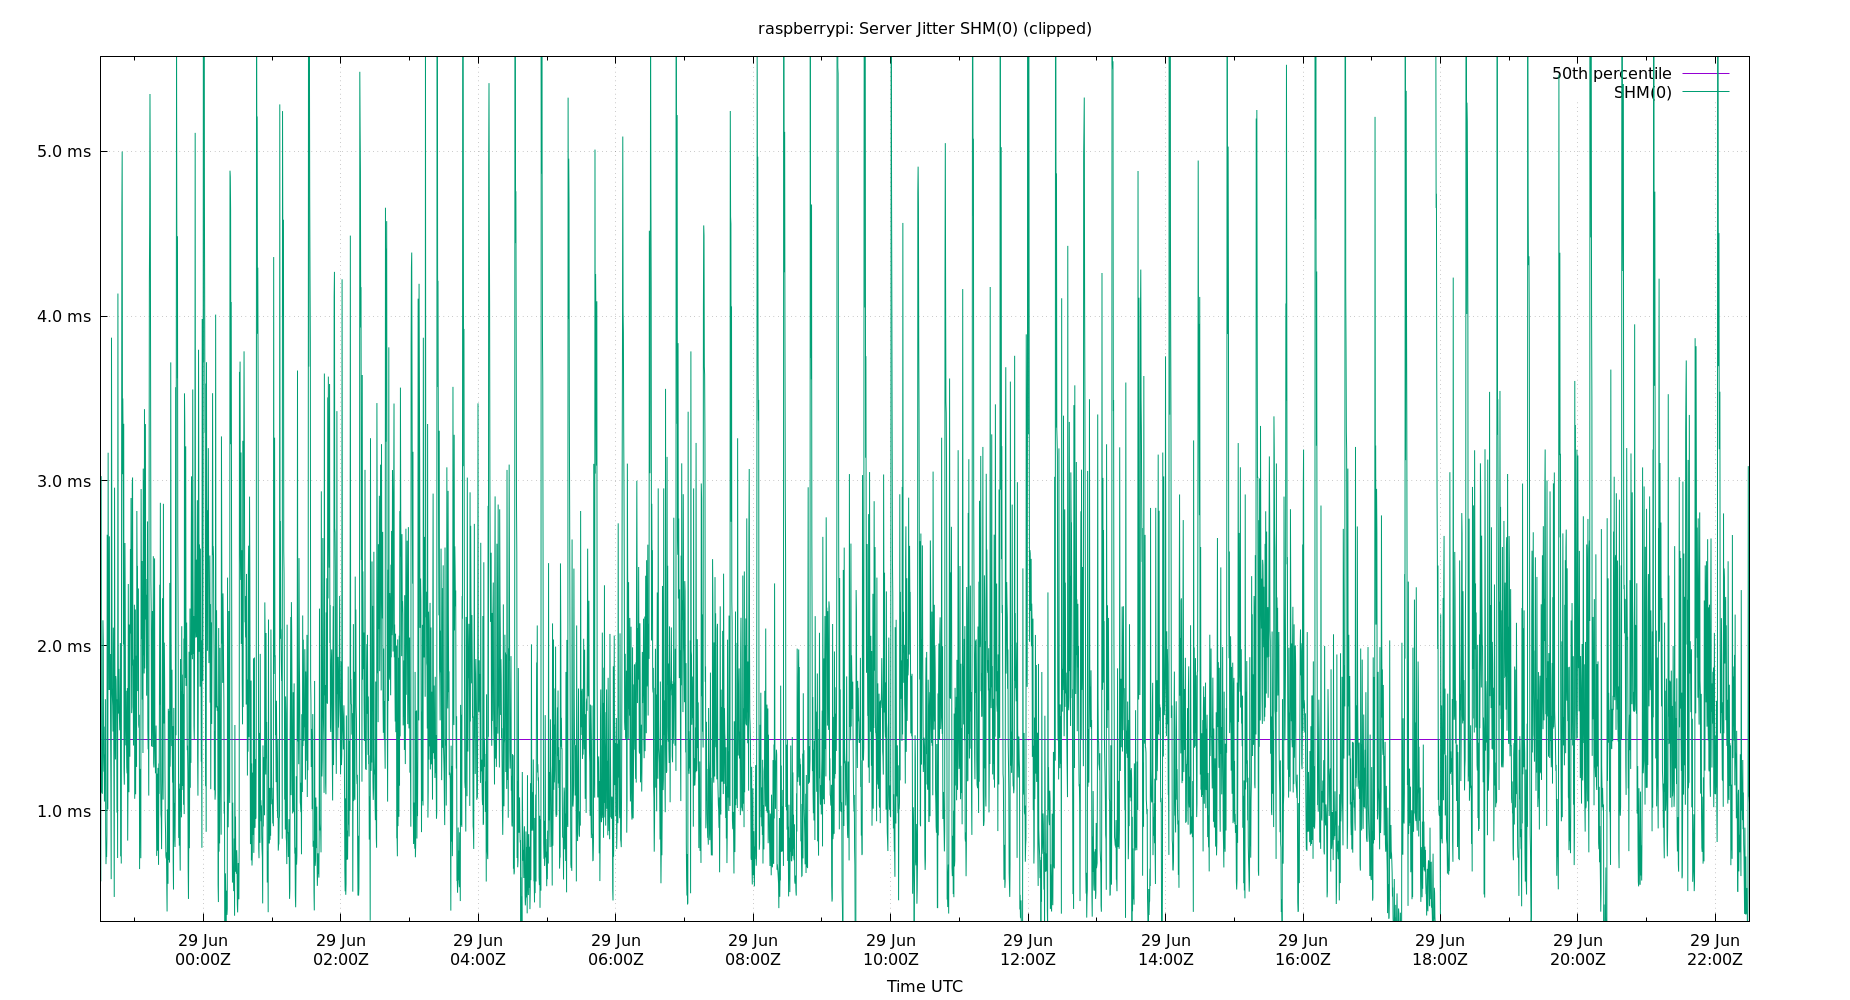 raspberrypi: Server Jitter SHM(0) (clipped)
50th percentile
SHM(0)
5.0 ms
4.0 ms
3.0 ms
2.0 ms
1.0 ms
29 Jun 29 Jun 29 Jun 29 Jun 29 Jun 29 Jun 29 Jun 29 Jun 29 Jun 29 Jun 29 Jun 29 Jun
00:00Z 02:00Z 04:00Z 06:00Z 08:00Z 10:00Z 12:00Z 14:00Z 16:00Z 18:00Z 20:00Z 22:00Z
Time UTC